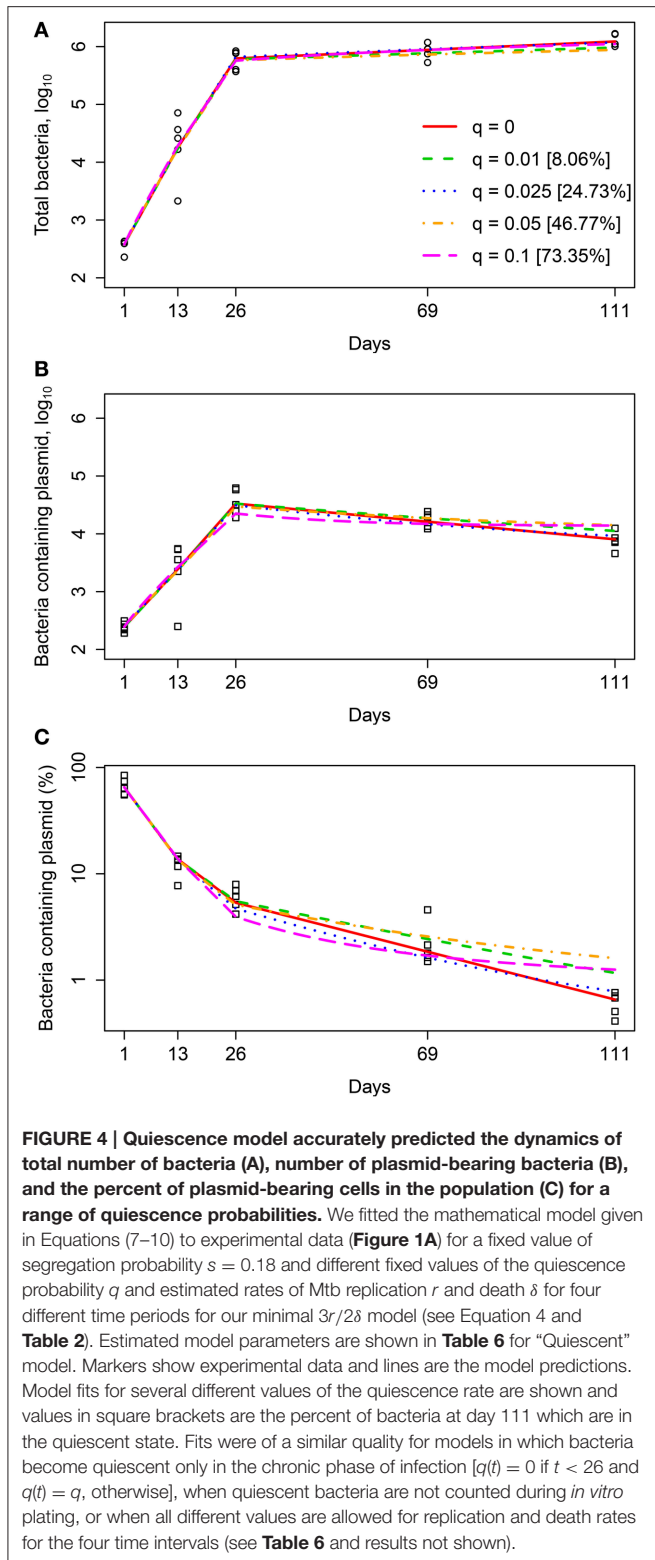 A
Total bacteria, log10
6
5
4
3
2
q = 0
q = 0.01 [8.06%]
q = 0.025 [24.73%]
q = 0.05 [46.77%]
q = 0.1 [73.35%]
1 13 26 69 111
Days
B
Bacteria containing plasmid, log10
6
5
4
3
2
1 13 26 69 111
Days
C
Bacteria containing plasmid (%)
100
10
1
1 13 26 69 111
Days
FIGURE 4 | Quiescence model accurately predicted the dynamics of
total number of bacteria (A), number of plasmid-bearing bacteria (B),
and the percent of plasmid-bearing cells in the population (C) for a
range of quiescence probabilities. We fitted the mathematical model given
in Equations (7–10) to experimental data (Figure 1A) for a fixed value of
segregation probability s = 0.18 and different fixed values of the quiescence
probability q and estimated rates of Mtb replication r and death δ for four
different time periods for our minimal 3r/2δ model (see Equation 4 and
Table 2). Estimated model parameters are shown in Table 6 for “Quiescent”
model. Markers show experimental data and lines are the model predictions.
Model fits for several different values of the quiescence rate are shown and
values in square brackets are the percent of bacteria at day 111 which are in
the quiescent state. Fits were of a similar quality for models in which bacteria
become quiescent only in the chronic phase of infection [q(t) = 0 if t < 26 and
q(t) = q, otherwise], when quiescent bacteria are not counted during in vitro
plating, or when all different values are allowed for replication and death rates
for the four time intervals (see Table 6 and results not shown).